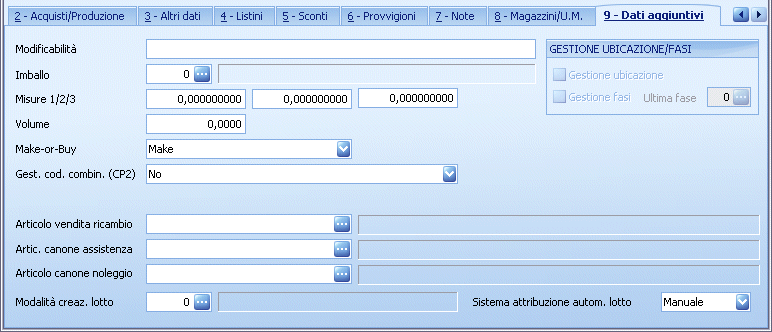 2 - Acquisti/Produzione 3 - Altri dati 4 - Listini 5 - Sconti 6 - Provvigioni 7 - Note 8 - Magazzini/U.M. 9 - Dati aggiuntivi
Modificabilità
GESTIONE UBICAZIONE/FASI
Imballo 0
Gestione ubicazione
Misure 1/2/3 0,000000000 0,000000000 0,000000000
Gestione fasi Ultima fase 0
Volume 0,0000
Make-or-Buy Make
Gest. cod. combin. (CP2) No
Articolo vendita ricambio
Artic. canone assistenza
Articolo canone noleggio
Modalità creaz. lotto 0 Sistema attribuzione autom. lotto Manuale